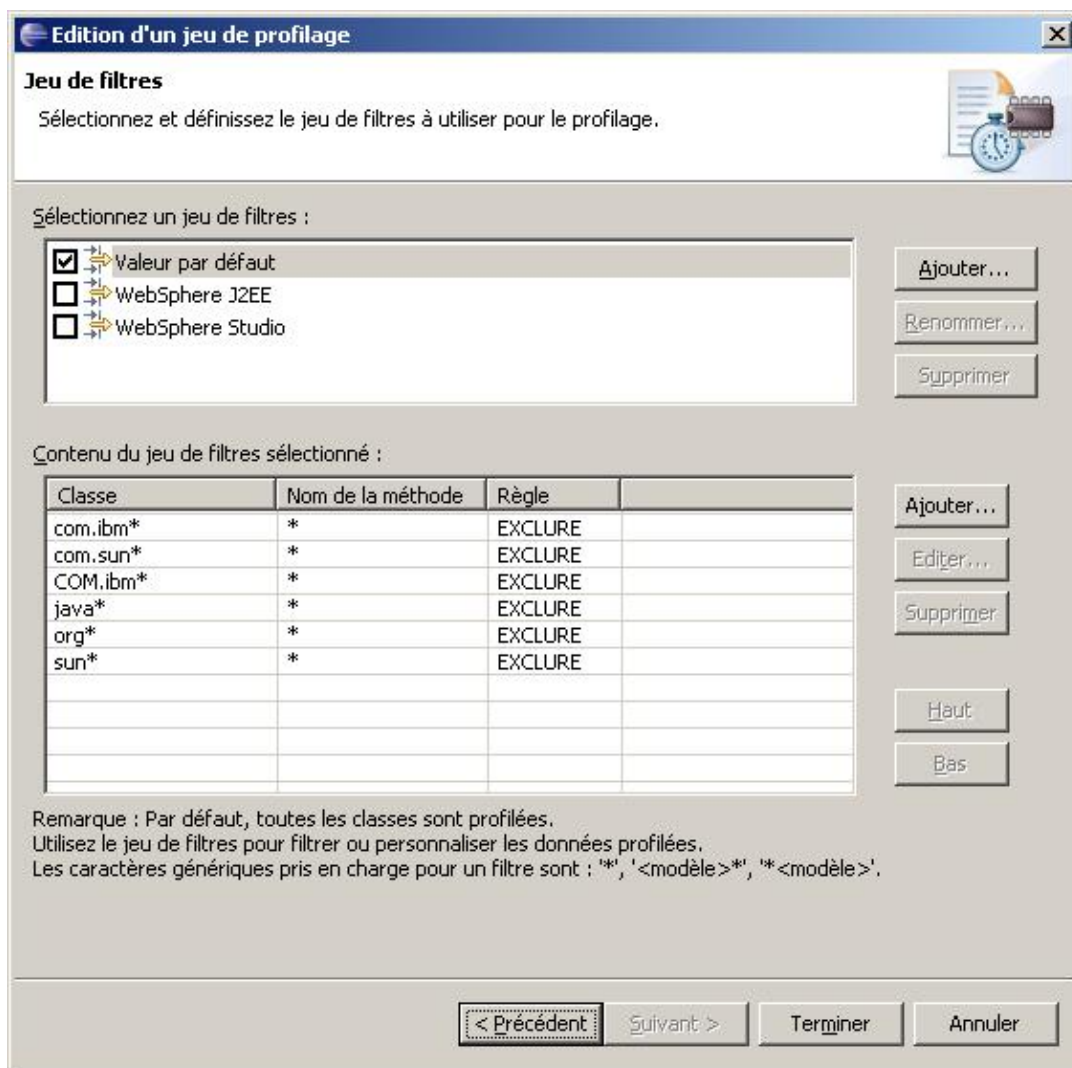 Edition d'un jeu de profilage
Jeu de filtres
Sélectionnez et définissez le jeu de filtres à utiliser pour le profilage.
Sélectionnez un jeu de filtres :
Valeur par défaut
WebSphere J2EE
WebSphere Studio
Ajouter...
Renommer...
Supprimer
Contenu du jeu de filtres sélectionné :
Classe Nom de la méthode Règle
com.ibm* * EXCLURE
com.sun* * EXCLURE
COM.ibm* * EXCLURE
java* * EXCLURE
org* * EXCLURE
sun* * EXCLURE
Ajouter...
Editer...
Supprimer
Haut
Bas
Remarque : Par défaut, toutes les classes sont profilées.
Utilisez le jeu de filtres pour filtrer ou personnaliser les données profilées.
Les caractères génériques pris en charge pour un filtre sont : '*', '<modèle>*', '*<modèle>'.
< Précédent Suivant > Terminer Annuler